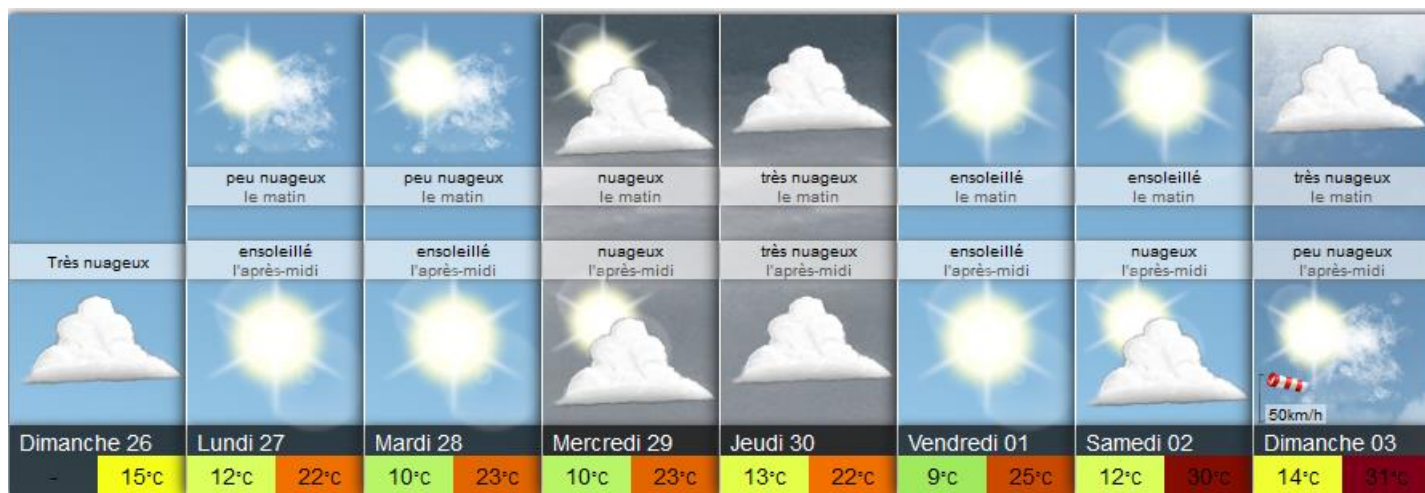 peu nuageux
le matin
peu nuageux
le matin
nuageux
le matin
très nuageux
le matin
ensoleillé
le matin
ensoleillé
le matin
très nuageux
le matin
Très nuageux
ensoleillé
l'après-midi
ensoleillé
l'après-midi
nuageux
l'après-midi
très nuageux
l'après-midi
ensoleillé
l'après-midi
nuageux
l'après-midi
peu nuageux
l'après-midi
50km/h
Dimanche 26
Lundi 27
Mardi 28
Mercredi 29
Jeudi 30
Vendredi 01
Samedi 02
Dimanche 03
- 15°C
12°C 22°C
10°C 23°C
10°C 23°C
13°C 22°C
9°C 25°C
12°C 30°C
14°C 31°C